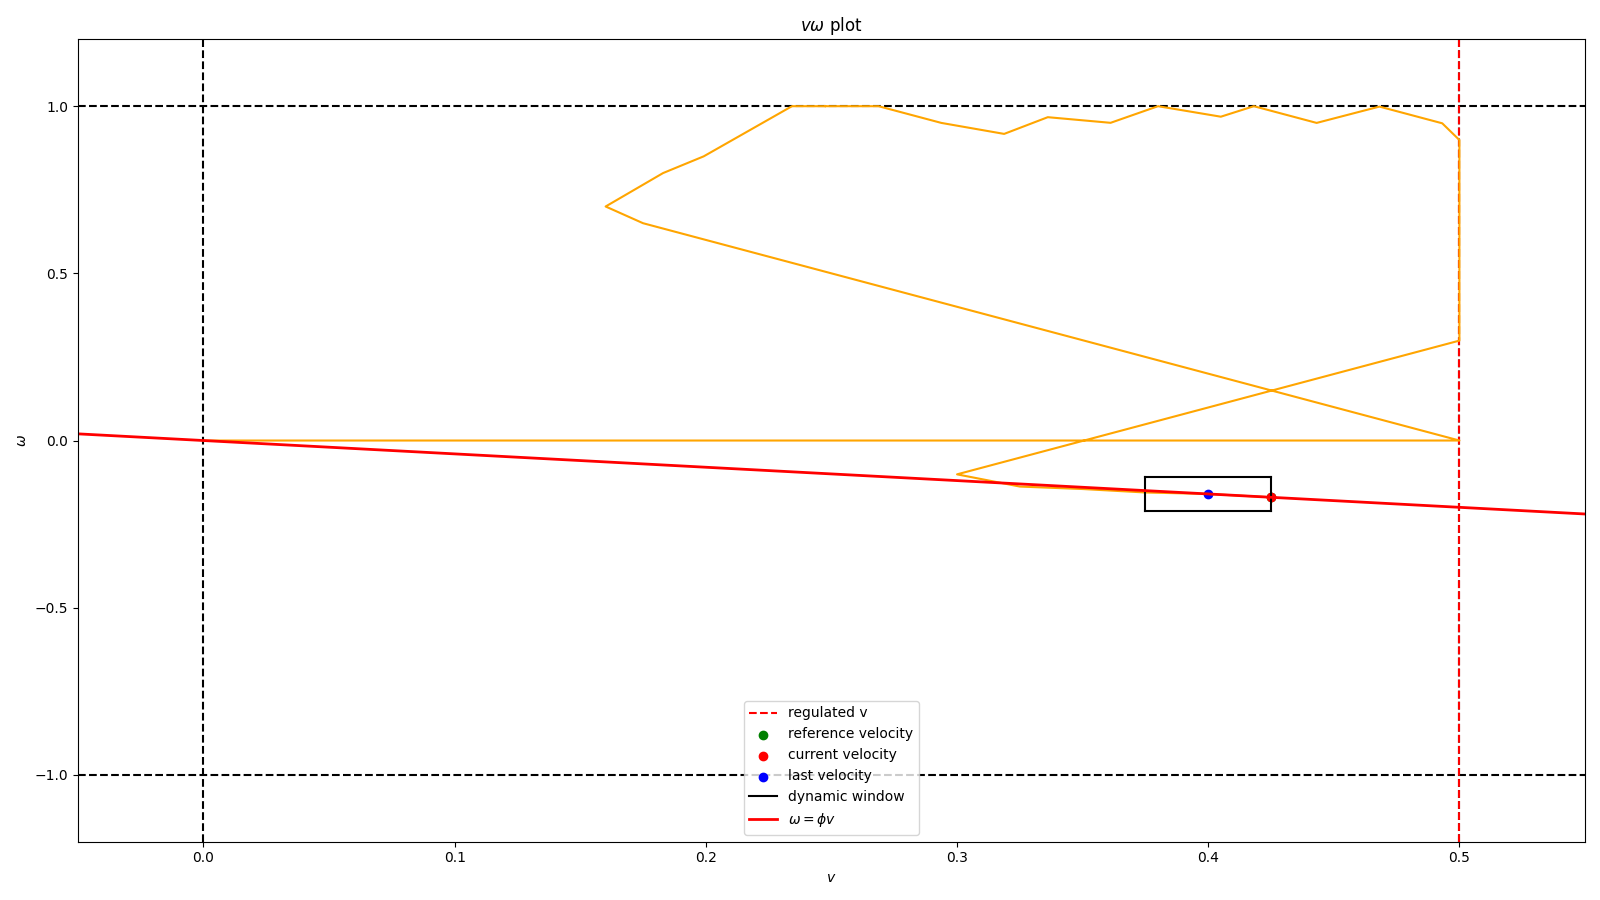 vω plot
1.0
0.5
0.0
−0.5
−1.0
ω
regulated v
reference velocity
current velocity
last velocity
dynamic window
ω = ϕv
0.0 0.1 0.2 0.3 0.4 0.5
v